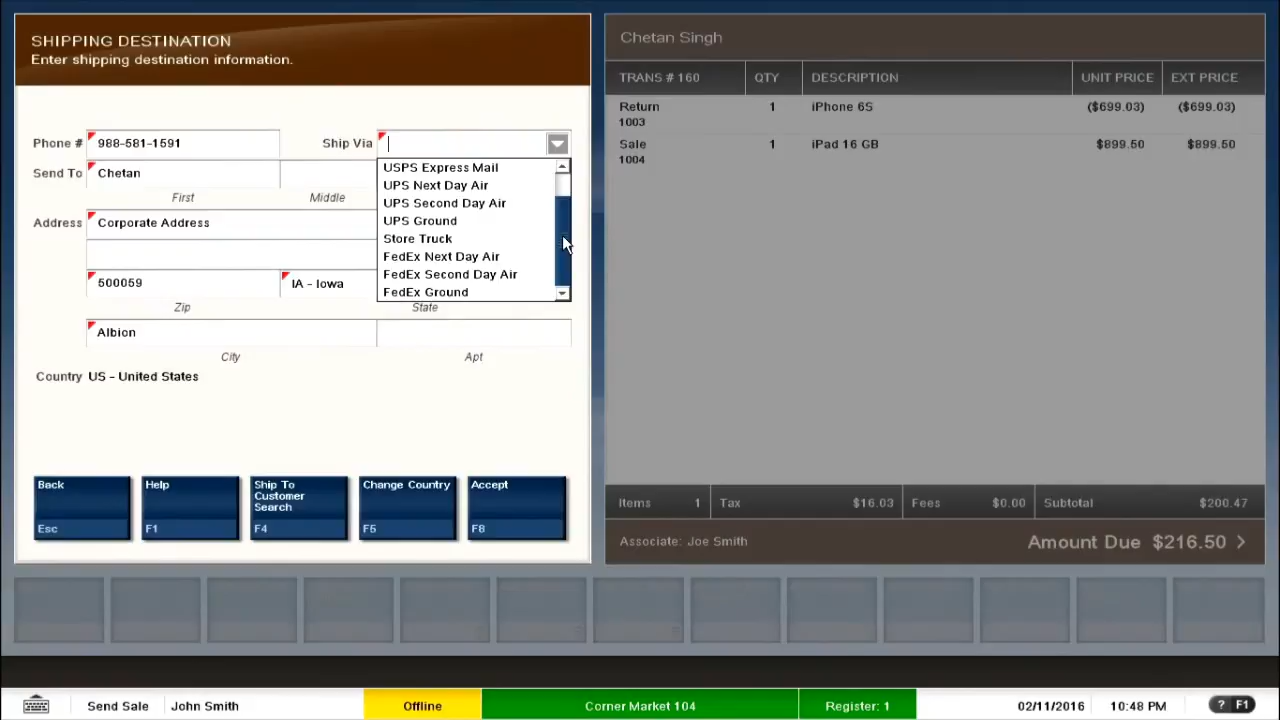 SHIPPING DESTINATION
Enter shipping destination information.
Phone # 988-581-1591 Ship Via
USPS Express Mail
UPS Next Day Air
UPS Second Day Air
UPS Ground
Store Truck
FedEx Next Day Air
FedEx Second Day Air
FedEx Ground
Send To Chetan
First Middle
Address Corporate Address
500059 IA - Iowa
Zip State
Albion
City Apt
Country US - United States
Back Esc
Help F1
Ship To
Customer
Search
F4
Change Country F5
Accept F8
Chetan Singh
TRANS # 160 QTY DESCRIPTION UNIT PRICE EXT PRICE
Return 1 iPhone 6S ($699.03) ($699.03)
1003
Sale 1 iPad 16 GB $899.50 $899.50
1004
Items 1 Tax $16.03 Fees $0.00 Subtotal $200.47
Associate: Joe Smith Amount Due $216.50 >
Send Sale John Smith Offline Corner Market 104 Register: 1 02/11/2016 10:48 PM ? F1